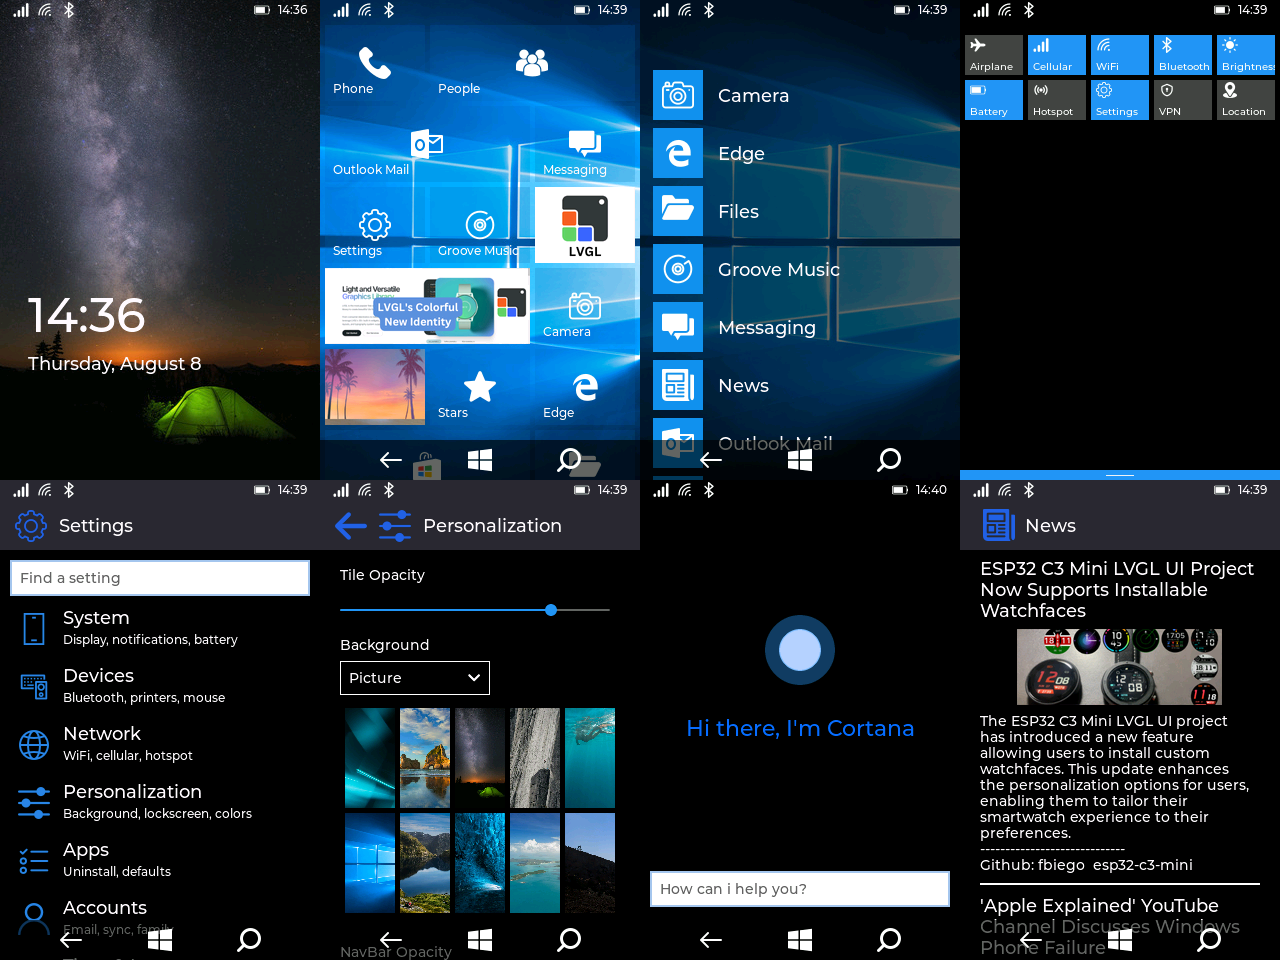 14:36
14:36
Thursday, August 8
14:39
Phone
People
Outlook Mail
Messaging
Settings
Groove Music
LVGL
Light and Versatile
Graphics Library
LVGL's Colorful
New Identity
Camera
Stars
Edge
14:39
Camera
Edge
Files
Groove Music
Messaging
News
Outlook Mail
14:39
Airplane
Cellular
WiFi
Bluetooth
Brightness
Battery
Hotspot
Settings
VPN
Location
14:39
Settings
Find a setting
System
Display, notifications, battery
Devices
Bluetooth, printers, mouse
Network
WiFi, cellular, hotspot
Personalization
Background, lockscreen, colors
Apps
Uninstall, defaults
Accounts
Email, sync, family
14:39
Personalization
Tile Opacity
Background
Picture
NavBar Opacity
14:40
Hi there, I'm Cortana
How can i help you?
14:39
News
ESP32 C3 Mini LVGL UI Project
Now Supports Installable
Watchfaces
The ESP32 C3 Mini LVGL UI project
has introduced a new feature
allowing users to install custom
watchfaces. This update enhances
the personalization options for users,
enabling them to tailor their
smartwatch experience to their
preferences.
-----------------------------
Github: fbiego esp32-c3-mini
'Apple Explained' YouTube
Channel Discusses Windows
Phone Failure